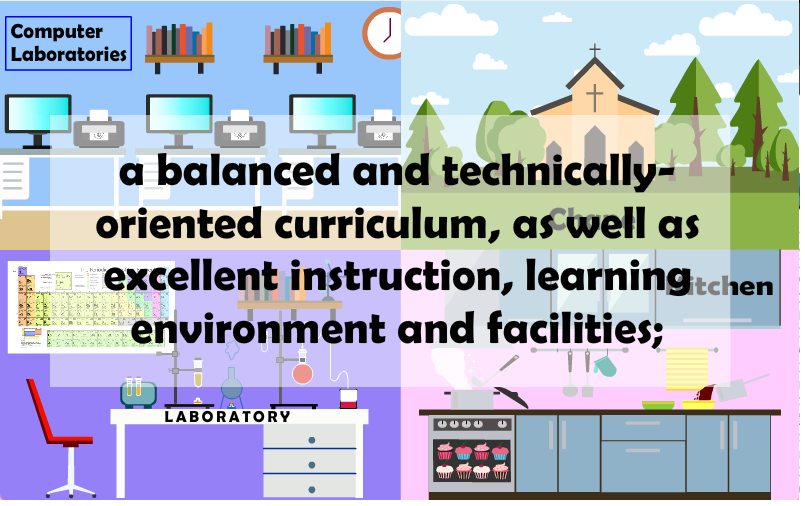 Computer
Laboratories
a balanced and technically-
oriented curriculum, as well as
Chapel
excellent instruction, learning
Kitchen
environment and facilities;
LABORATORY